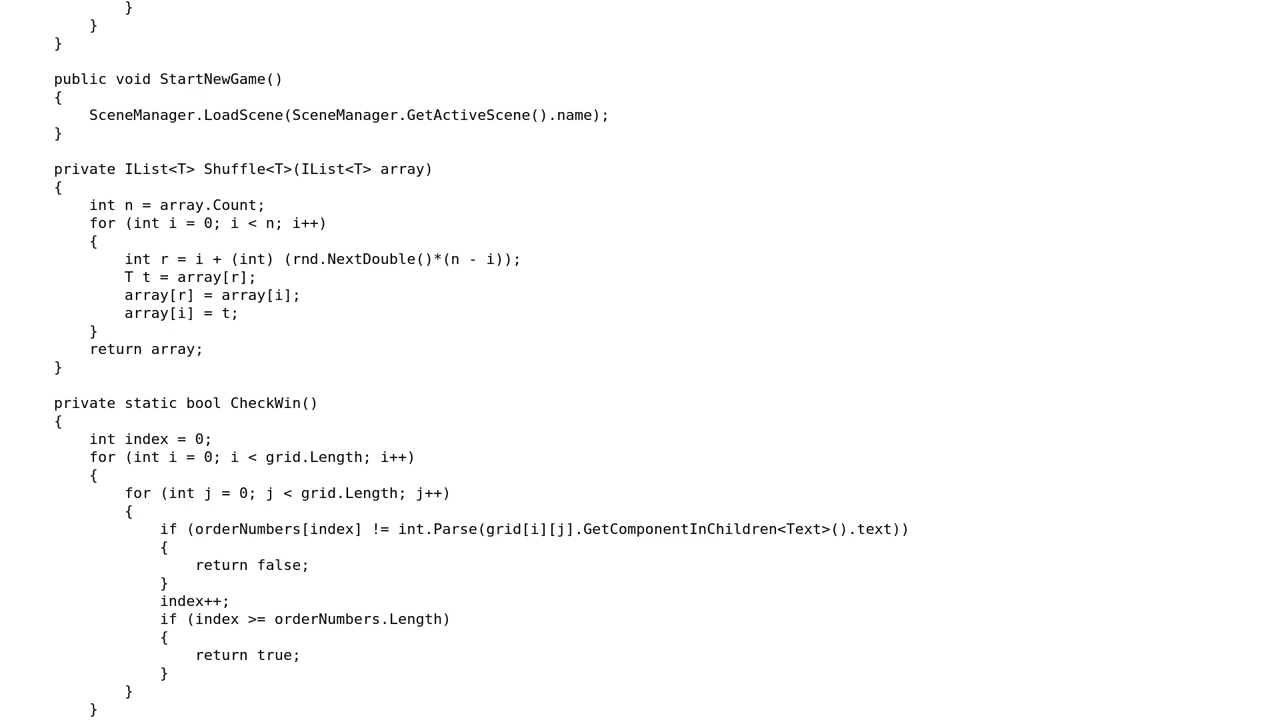 }
        }
    }

    public void StartNewGame()
    {
        SceneManager.LoadScene(SceneManager.GetActiveScene().name);
    }

    private IList<T> Shuffle<T>(IList<T> array)
    {
        int n = array.Count;
        for (int i = 0; i < n; i++)
        {
            int r = i + (int) (rnd.NextDouble()*(n - i));
            T t = array[r];
            array[r] = array[i];
            array[i] = t;
        }
        return array;
    }

    private static bool CheckWin()
    {
        int index = 0;
        for (int i = 0; i < grid.Length; i++)
        {
            for (int j = 0; j < grid.Length; j++)
            {
                if (orderNumbers[index] != int.Parse(grid[i][j].GetComponentInChildren<Text>().text))
                {
                    return false;
                }
                index++;
                if (index >= orderNumbers.Length)
                {
                    return true;
                }
            }
        }